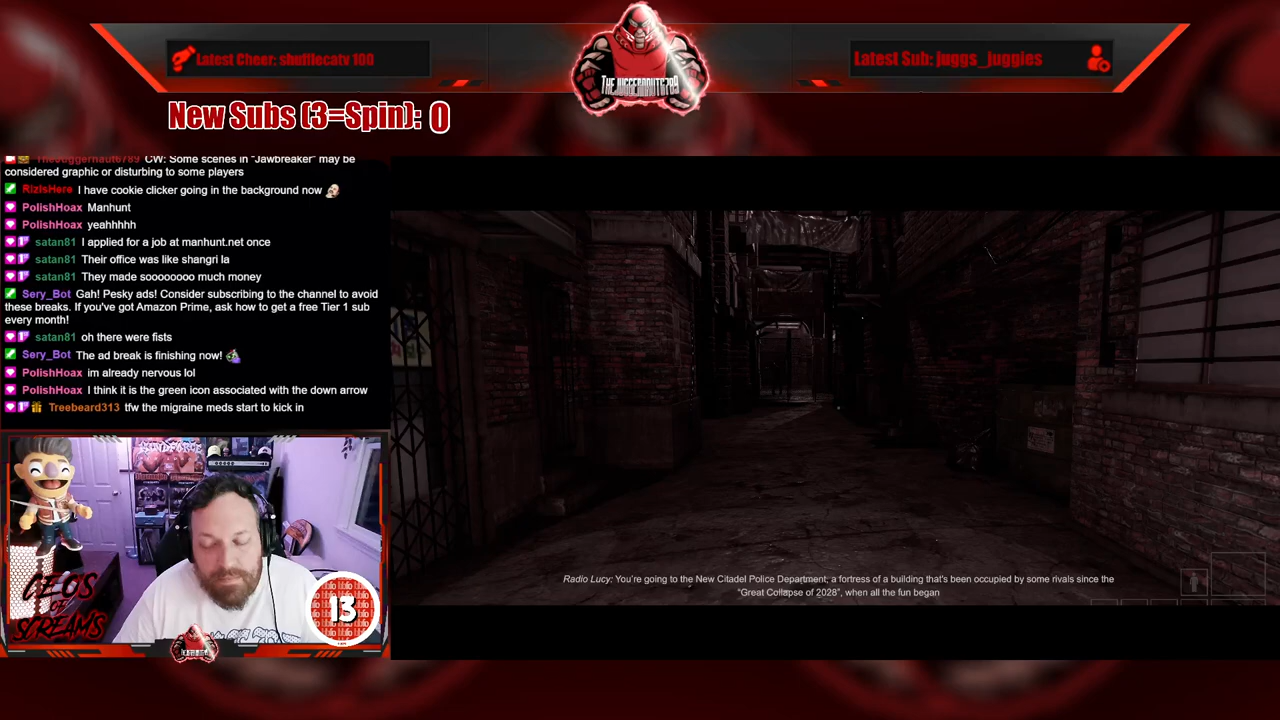 Latest Cheer: shufflecatv 100
THEJUGGERNAUT6789
Latest Sub: juggs_juggies
New Subs (3=Spin): 0
TheJuggernaut6789 CW: Some scenes in "Jawbreaker" may be
considered graphic or disturbing to some players
RizIsHere I have cookie clicker going in the background now
PolishHoax Manhunt
PolishHoax yeahhhhh
satan81 I applied for a job at manhunt.net once
satan81 Their office was like shangri la
satan81 They made soooooooo much money
Sery_Bot Gah! Pesky ads! Consider subscribing to the channel to avoid
these breaks. If you've got Amazon Prime, ask how to get a free Tier 1 sub
every month!
satan81 oh there were fists
Sery_Bot The ad break is finishing now!
PolishHoax im already nervous lol
PolishHoax I think it is the green icon associated with the down arrow
Treebeard313 tfw the migraine meds start to kick in
CEO'S
OF
STREAMS
13
Radio Lucy: You're going to the New Citadel Police Department, a fortress of a building that's been occupied by some rivals since the
"Great Collapse of 2028", when all the fun began